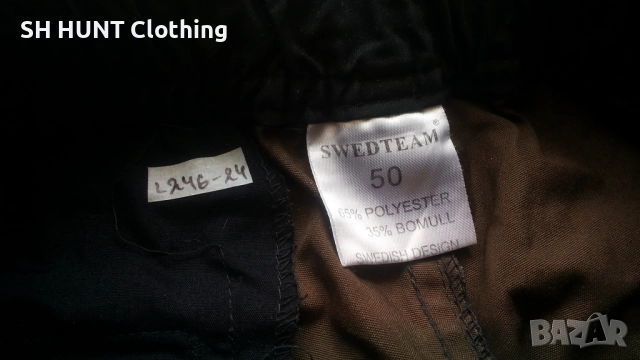 SH HUNT Clothing
SWEDTEAM®
50
65% POLYESTER
35% BOMULL
SWEDISH DESIGN
L246-24
BAZAR